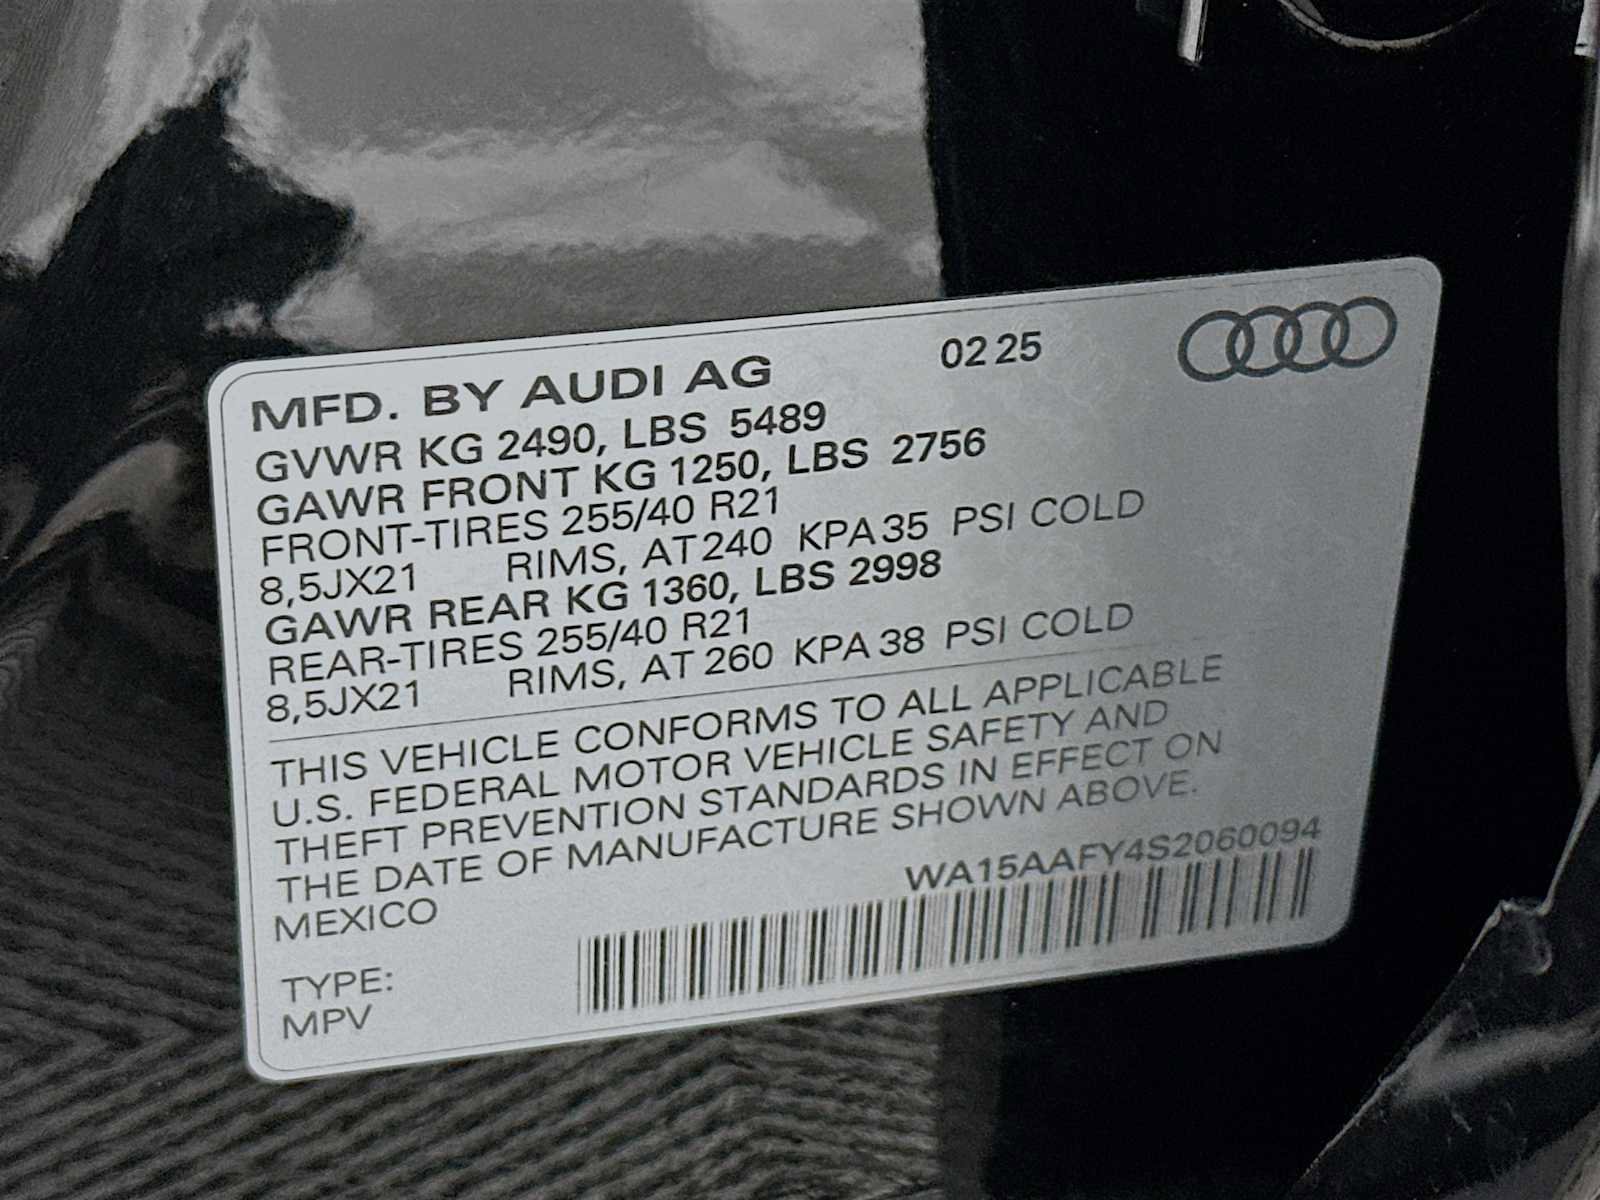 MFD. BY AUDI AG 02 25
GVWR KG 2490, LBS 5489
GAWR FRONT KG 1250, LBS 2756
FRONT-TIRES 255/40 R21
8,5JX21 RIMS, AT 240 KPA 35 PSI COLD
GAWR REAR KG 1360, LBS 2998
REAR-TIRES 255/40 R21
8,5JX21 RIMS, AT 260 KPA 38 PSI COLD
THIS VEHICLE CONFORMS TO ALL APPLICABLE
U.S. FEDERAL MOTOR VEHICLE SAFETY AND
THEFT PREVENTION STANDARDS IN EFFECT ON
THE DATE OF MANUFACTURE SHOWN ABOVE.
MEXICO WA15AAFY4S2060094
TYPE:
MPV